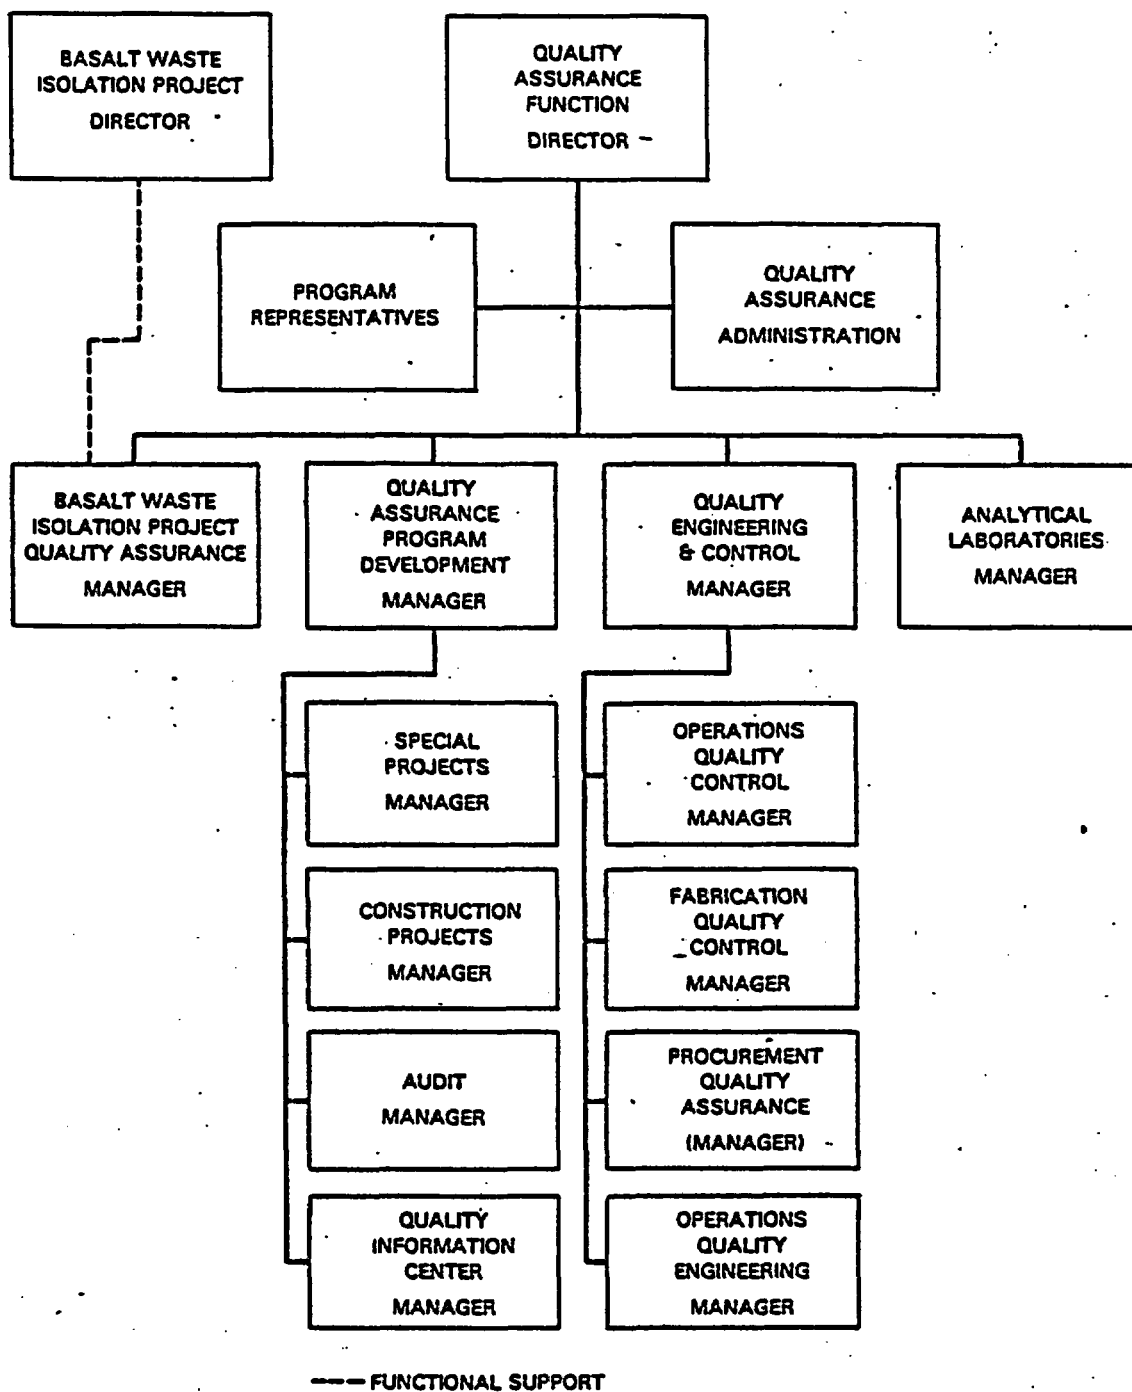 BASALT WASTE
ISOLATION PROJECT
DIRECTOR
QUALITY
ASSURANCE
FUNCTION
DIRECTOR
PROGRAM
REPRESENTATIVES
QUALITY
ASSURANCE
ADMINISTRATION
BASALT WASTE
ISOLATION PROJECT
QUALITY ASSURANCE
MANAGER
QUALITY
ASSURANCE
PROGRAM
DEVELOPMENT
MANAGER
QUALITY
ENGINEERING
& CONTROL
MANAGER
ANALYTICAL
LABORATORIES
MANAGER
SPECIAL
PROJECTS
MANAGER
CONSTRUCTION
PROJECTS
MANAGER
AUDIT
MANAGER
QUALITY
INFORMATION
CENTER
MANAGER
OPERATIONS
QUALITY
CONTROL
MANAGER
FABRICATION
QUALITY
CONTROL
MANAGER
PROCUREMENT
QUALITY
ASSURANCE
(MANAGER)
OPERATIONS
QUALITY
ENGINEERING
MANAGER
FUNCTIONAL SUPPORT